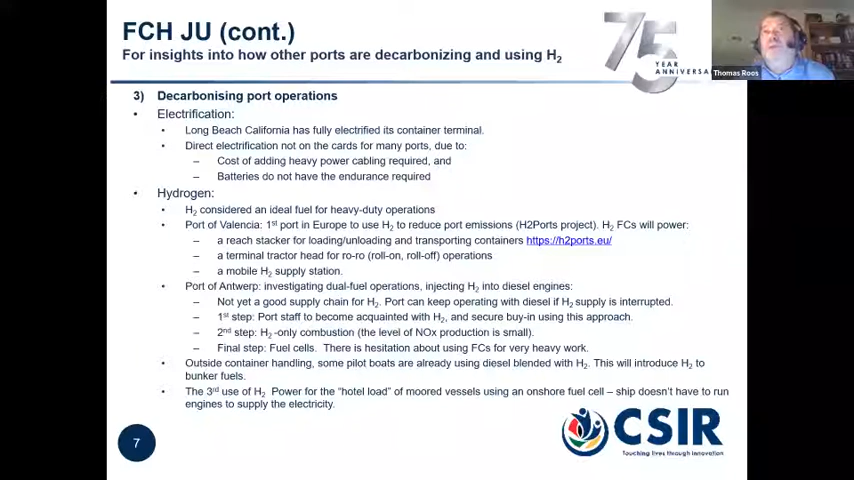 FCH JU (cont.)
For insights into how other ports are decarbonizing and using H₂
75
YEAR
ANNIVERSA
Thomas Roos
3) Decarbonising port operations
• Electrification:
• Long Beach California has fully electrified its container terminal.
• Direct electrification not on the cards for many ports, due to:
– Cost of adding heavy power cabling required, and
– Batteries do not have the endurance required
• Hydrogen:
• H₂ considered an ideal fuel for heavy-duty operations
• Port of Valencia: 1st port in Europe to use H₂ to reduce port emissions (H2Ports project). H₂ FCs will power:
– a reach stacker for loading/unloading and transporting containers https://h2ports.eu/
– a terminal tractor head for ro-ro (roll-on, roll-off) operations
– a mobile H₂ supply station.
• Port of Antwerp: investigating dual-fuel operations, injecting H₂ into diesel engines:
– Not yet a good supply chain for H₂. Port can keep operating with diesel if H₂ supply is interrupted.
– 1st step: Port staff to become acquainted with H₂, and secure buy-in using this approach.
– 2nd step: H₂ -only combustion (the level of NOx production is small).
– Final step: Fuel cells. There is hesitation about using FCs for very heavy work.
• Outside container handling, some pilot boats are already using diesel blended with H₂. This will introduce H₂ to
bunker fuels.
• The 3rd use of H₂ Power for the “hotel load” of moored vessels using an onshore fuel cell – ship doesn’t have to run
engines to supply the electricity.
7
CSIR
Touching lives through innovation